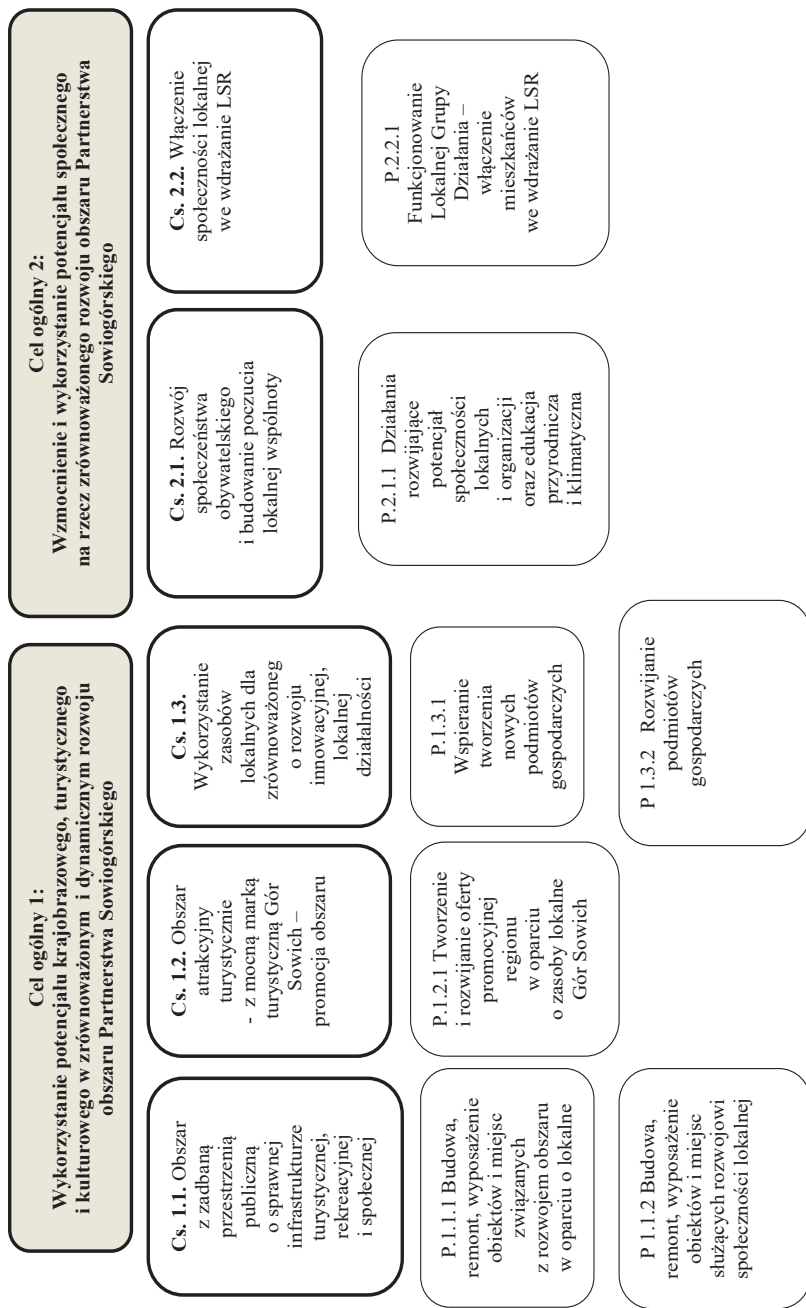 Cel ogólny 1:
Wykorzystanie potencjału krajobrazowego, turystycznego
i kulturowego w zrównoważonym i dynamicznym rozwoju
obszaru Partnerstwa Sowiogórskiego
Cel ogólny 2:
Wzmocnienie i wykorzystanie potencjału społecznego
na rzecz zrównoważonego rozwoju obszaru Partnerstwa
Sowiogórskiego
Cs. 1.1. Obszar
z zadbaną
przestrzenią
publiczną
o sprawnej
infrastrukturze
turystycznej,
rekreacyjnej
i społecznej
Cs. 1.2. Obszar
atrakcyjny
turystycznie
- z mocną marką
turystyczną Gór
Sowich –
promocja obszaru
Cs. 1.3.
Wykorzystanie
zasobów
lokalnych dla
zrównoważoneg
o rozwoju
innowacyjnej,
lokalnej
działalności
Cs. 2.1. Rozwój
społeczeństwa
obywatelskiego
i budowanie poczucia
lokalnej wspólnoty
Cs. 2.2. Włączenie
społeczności lokalnej
we wdrażanie LSR
P.1.1.1 Budowa,
remont, wyposażenie
obiektów i miejsc
związanych
z rozwojem obszaru
w oparciu o lokalne
P.1.2.1 Tworzenie
i rozwijanie oferty
promocyjnej
regionu
w oparciu
o zasoby lokalne
Gór Sowich
P.1.3.1
Wspieranie
tworzenia
nowych
podmiotów
gospodarczych
P.2.1.1 Działania
rozwijające
potencjał
społeczności
lokalnych
i organizacji
oraz edukacja
przyrodnicza
i klimatyczna
P.2.2.1
Funkcjonowanie
Lokalnej Grupy
Działania –
włączenie
mieszkańców
we wdrażanie LSR
P 1.1.2 Budowa,
remont, wyposażenie
obiektów i miejsc
służących rozwojowi
społeczności lokalnej
P 1.3.2 Rozwijanie
podmiotów
gospodarczych